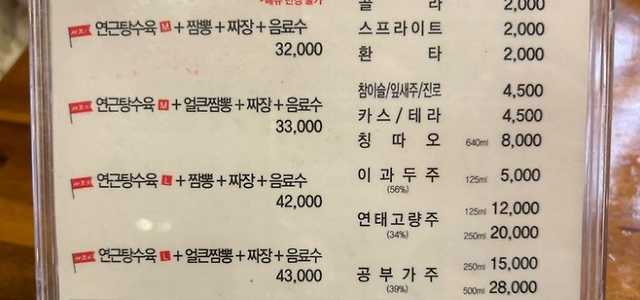 연근탕수육 M + 짬뽕 + 짜장 + 음료수
32,000
연근탕수육 M + 얼큰짬뽕 + 짜장 + 음료수
33,000
연근탕수육 L + 짬뽕 + 짜장 + 음료수
42,000
연근탕수육 L + 얼큰짬뽕 + 짜장 + 음료수
43,000
콜 라 2,000
스프라이트 2,000
환 타 2,000
참이슬/잎새주/진로 4,500
카스/테라 4,500
칭 따 오 640ml 8,000
이 과 두 주 125ml 5,000
(56%)
연태고량주 125ml 12,000
(34%) 250ml 20,000
공 부 가 주 250ml 15,000
(39%) 500ml 28,000